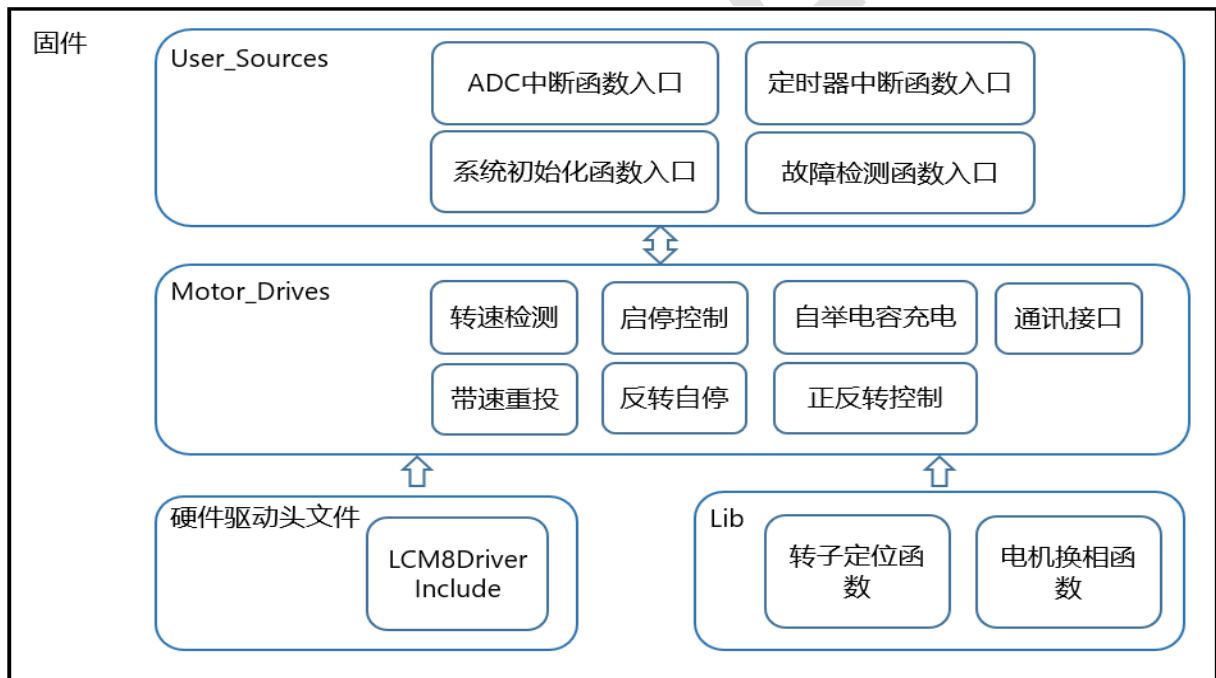 固件
User_Sources
ADC中断函数入口
定时器中断函数入口
系统初始化函数入口
故障检测函数入口
Motor_Drives
转速检测
启停控制
自举电容充电
通讯接口
带速重投
反转自停
正反转控制
硬件驱动头文件
LCM8Driver
Include
Lib
转子定位函
数
电机换相函
数